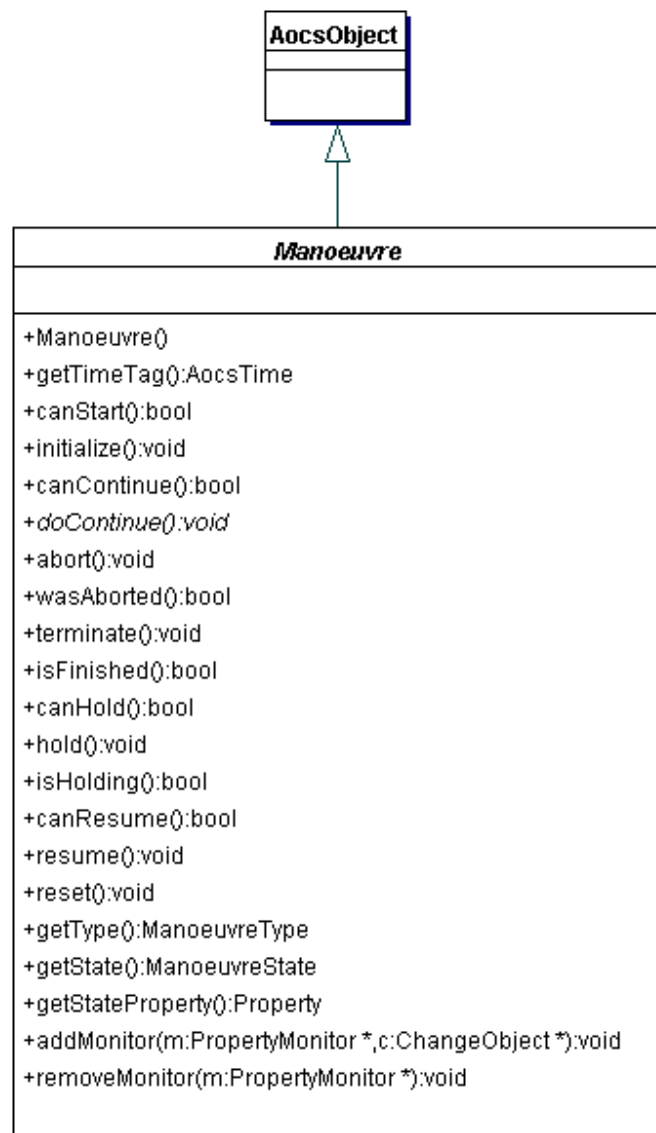 AocsObject
Manoeuvre
+Manoeuvre()
+getTimeTag():AocsTime
+canStart():bool
+initialize():void
+canContinue():bool
+doContinue():void
+abort():void
+wasAborted():bool
+terminate():void
+isFinished():bool
+canHold():bool
+hold():void
+isHolding():bool
+canResume():bool
+resume():void
+reset():void
+getType():ManoeuvreType
+getState():ManoeuvreState
+getStateProperty():Property
+addMonitor(m:PropertyMonitor *,c:ChangeObject *):void
+removeMonitor(m:PropertyMonitor *):void